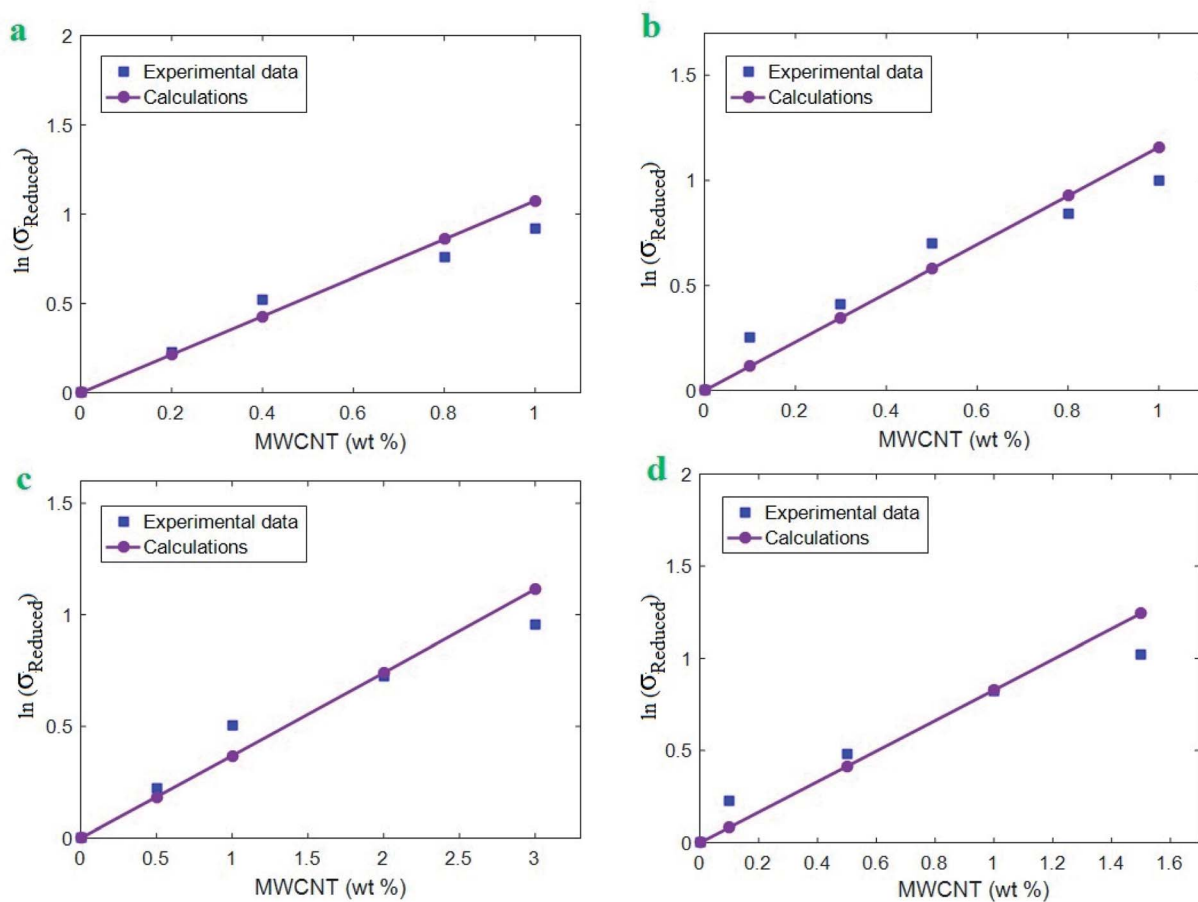 a
2
1.5
1
0.5
0
ln (σReduced)
Experimental data
Calculations
0 0.2 0.4 0.6 0.8 1
MWCNT (wt %)
b
1.5
1
0.5
0
ln (σReduced)
Experimental data
Calculations
0 0.2 0.4 0.6 0.8 1
MWCNT (wt %)
c
1.5
1
0.5
0
ln (σReduced)
Experimental data
Calculations
0 0.5 1 1.5 2 2.5 3
MWCNT (wt %)
d
2
1.5
1
0.5
0
ln (σReduced)
Experimental data
Calculations
0 0.2 0.4 0.6 0.8 1 1.2 1.4 1.6
MWCNT (wt %)